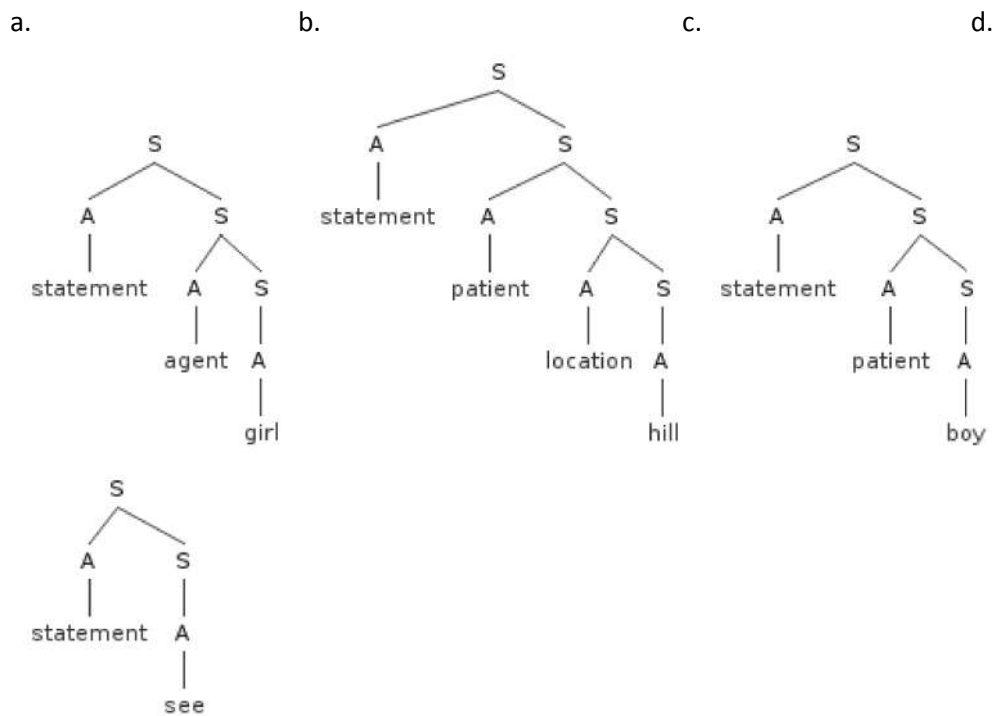 a. b. c. d.
S
S A S S
A S statement A S A S
statement A S patient A S statement A S
agent A location A patient A
girl hill boy
S
A S
statement A
see